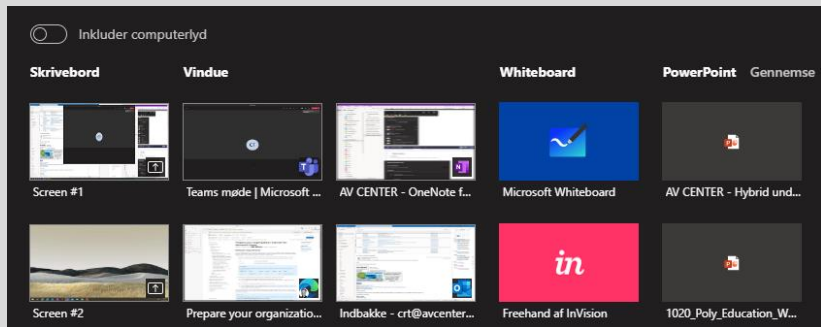 Inkluder computerlyd
Skrivebord Vindue Whiteboard PowerPoint Gennemse
Screen #1 Teams møde | Microsoft ... AV CENTER - OneNote f... Microsoft Whiteboard AV CENTER - Hybrid und...
in
Screen #2 Prepare your organizatio... Indbakke - crt@avcenter... Freehand af InVision 1020_Poly_Education_W...